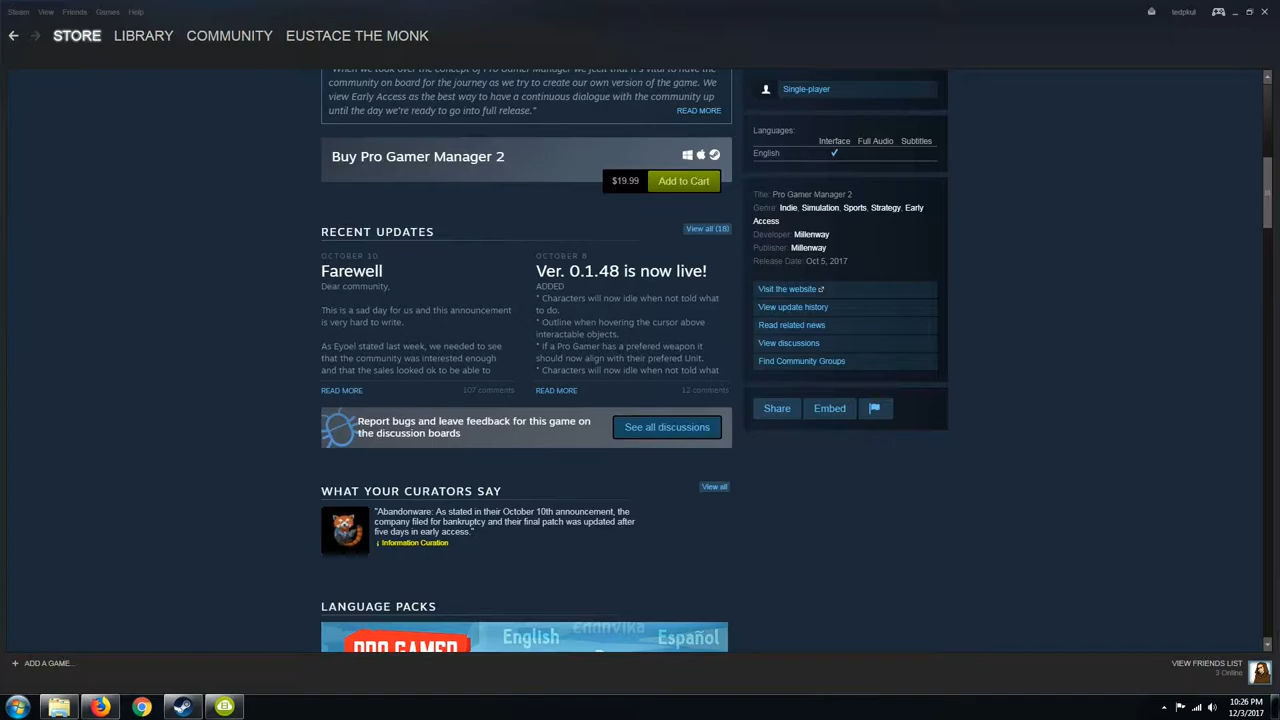 Steam View Friends Games Help
tedpkul
STORE LIBRARY COMMUNITY EUSTACE THE MONK
"When we took over the concept of Pro Gamer Manager we felt that it's vital to have the
community on board for the journey as we try to create our own version of the game. We
view Early Access as the best way to have a continuous dialogue with the community up
until the day we're ready to go into full release."
READ MORE
Buy Pro Gamer Manager 2
$19.99 Add to Cart
RECENT UPDATES
View all (18)
OCTOBER 10
Farewell
Dear community,
This is a sad day for us and this announcement
is very hard to write.
As Eyoel stated last week, we needed to see
that the community was interested enough
and that the sales looked ok to be able to
READ MORE 107 comments
OCTOBER 8
Ver. 0.1.48 is now live!
ADDED
* Characters will now idle when not told what
to do.
* Outline when hovering the cursor above
interactable objects.
* If a Pro Gamer has a prefered weapon it
should now align with their prefered Unit.
* Characters will now idle when not told what
READ MORE 12 comments
Report bugs and leave feedback for this game on
the discussion boards
See all discussions
WHAT YOUR CURATORS SAY
View all
"Abandonware: As stated in their October 10th announcement, the
company filed for bankruptcy and their final patch was updated after
five days in early access."
Information Curation
LANGUAGE PACKS
PRO GAMER
English
Español
Single-player
Languages:
Interface Full Audio Subtitles
English ✓
Title: Pro Gamer Manager 2
Genre: Indie, Simulation, Sports, Strategy, Early
Access
Developer: Millenway
Publisher: Millenway
Release Date: Oct 5, 2017
Visit the website
View update history
Read related news
View discussions
Find Community Groups
Share Embed
+ ADD A GAME...
VIEW FRIENDS LIST
3 Online
10:26 PM
12/3/2017